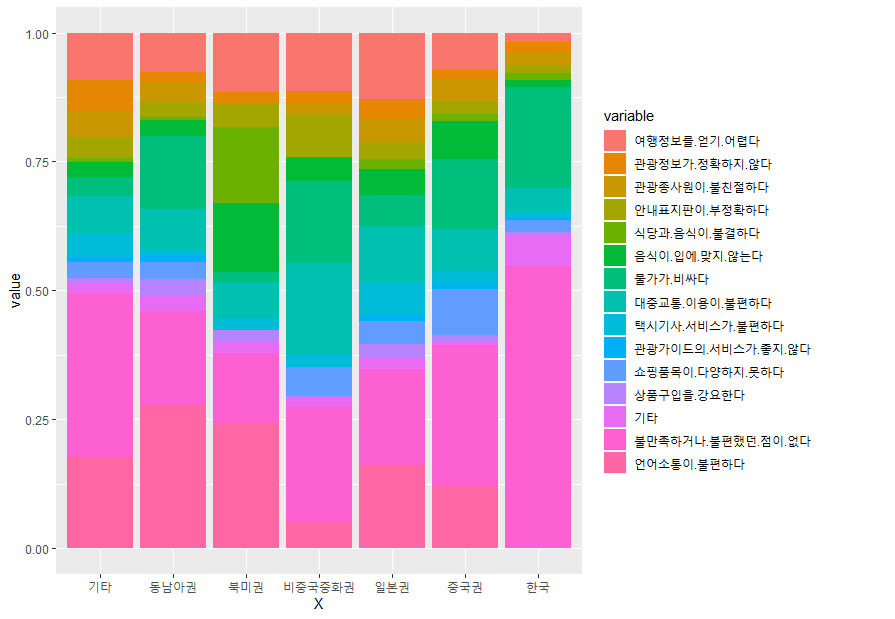 1.00
0.75
0.50
0.25
0.00
value
기타 동남아권 북미권 비중국중화권 일본권 중국권 한국
X
variable
여행정보를.얻기.어렵다
관광정보가.정확하지.않다
관광종사원이.불친절하다
안내표지판이.부정확하다
식당과.음식이.불결하다
음식이.입에.맞지.않는다
물가가.비싸다
대중교통.이용이.불편하다
택시기사.서비스가.불편하다
관광가이드의.서비스가.좋지.않다
쇼핑품목이.다양하지.못하다
상품구입을.강요한다
기타
불만족하거나.불편했던.점이.없다
언어소통이.불편하다